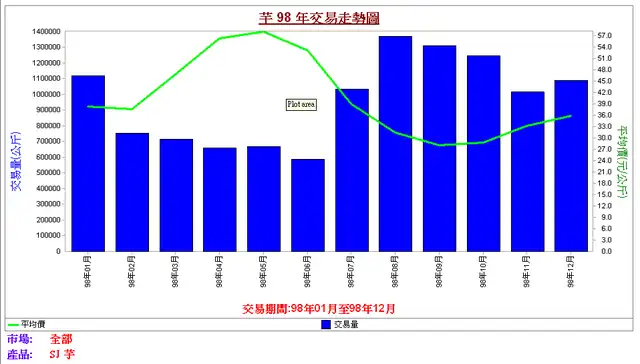 芋 98 年交易走勢圖
交易量(公斤)
1400000
1300000
1200000
1100000
1000000
900000
800000
700000
600000
500000
400000
300000
200000
100000
0
Plot area
57.0
54.0
51.0
48.0
45.0
42.0
39.0
36.0
33.0
30.0
27.0
24.0
21.0
18.0
15.0
12.0
9.0
6.0
3.0
0.0
平均價(元/公斤)
98年01月
98年02月
98年03月
98年04月
98年05月
98年06月
98年07月
98年08月
98年09月
98年10月
98年11月
98年12月
交易期間:98年01月至98年12月
平均價 交易量
市場: 全部
產品: SJ 芋